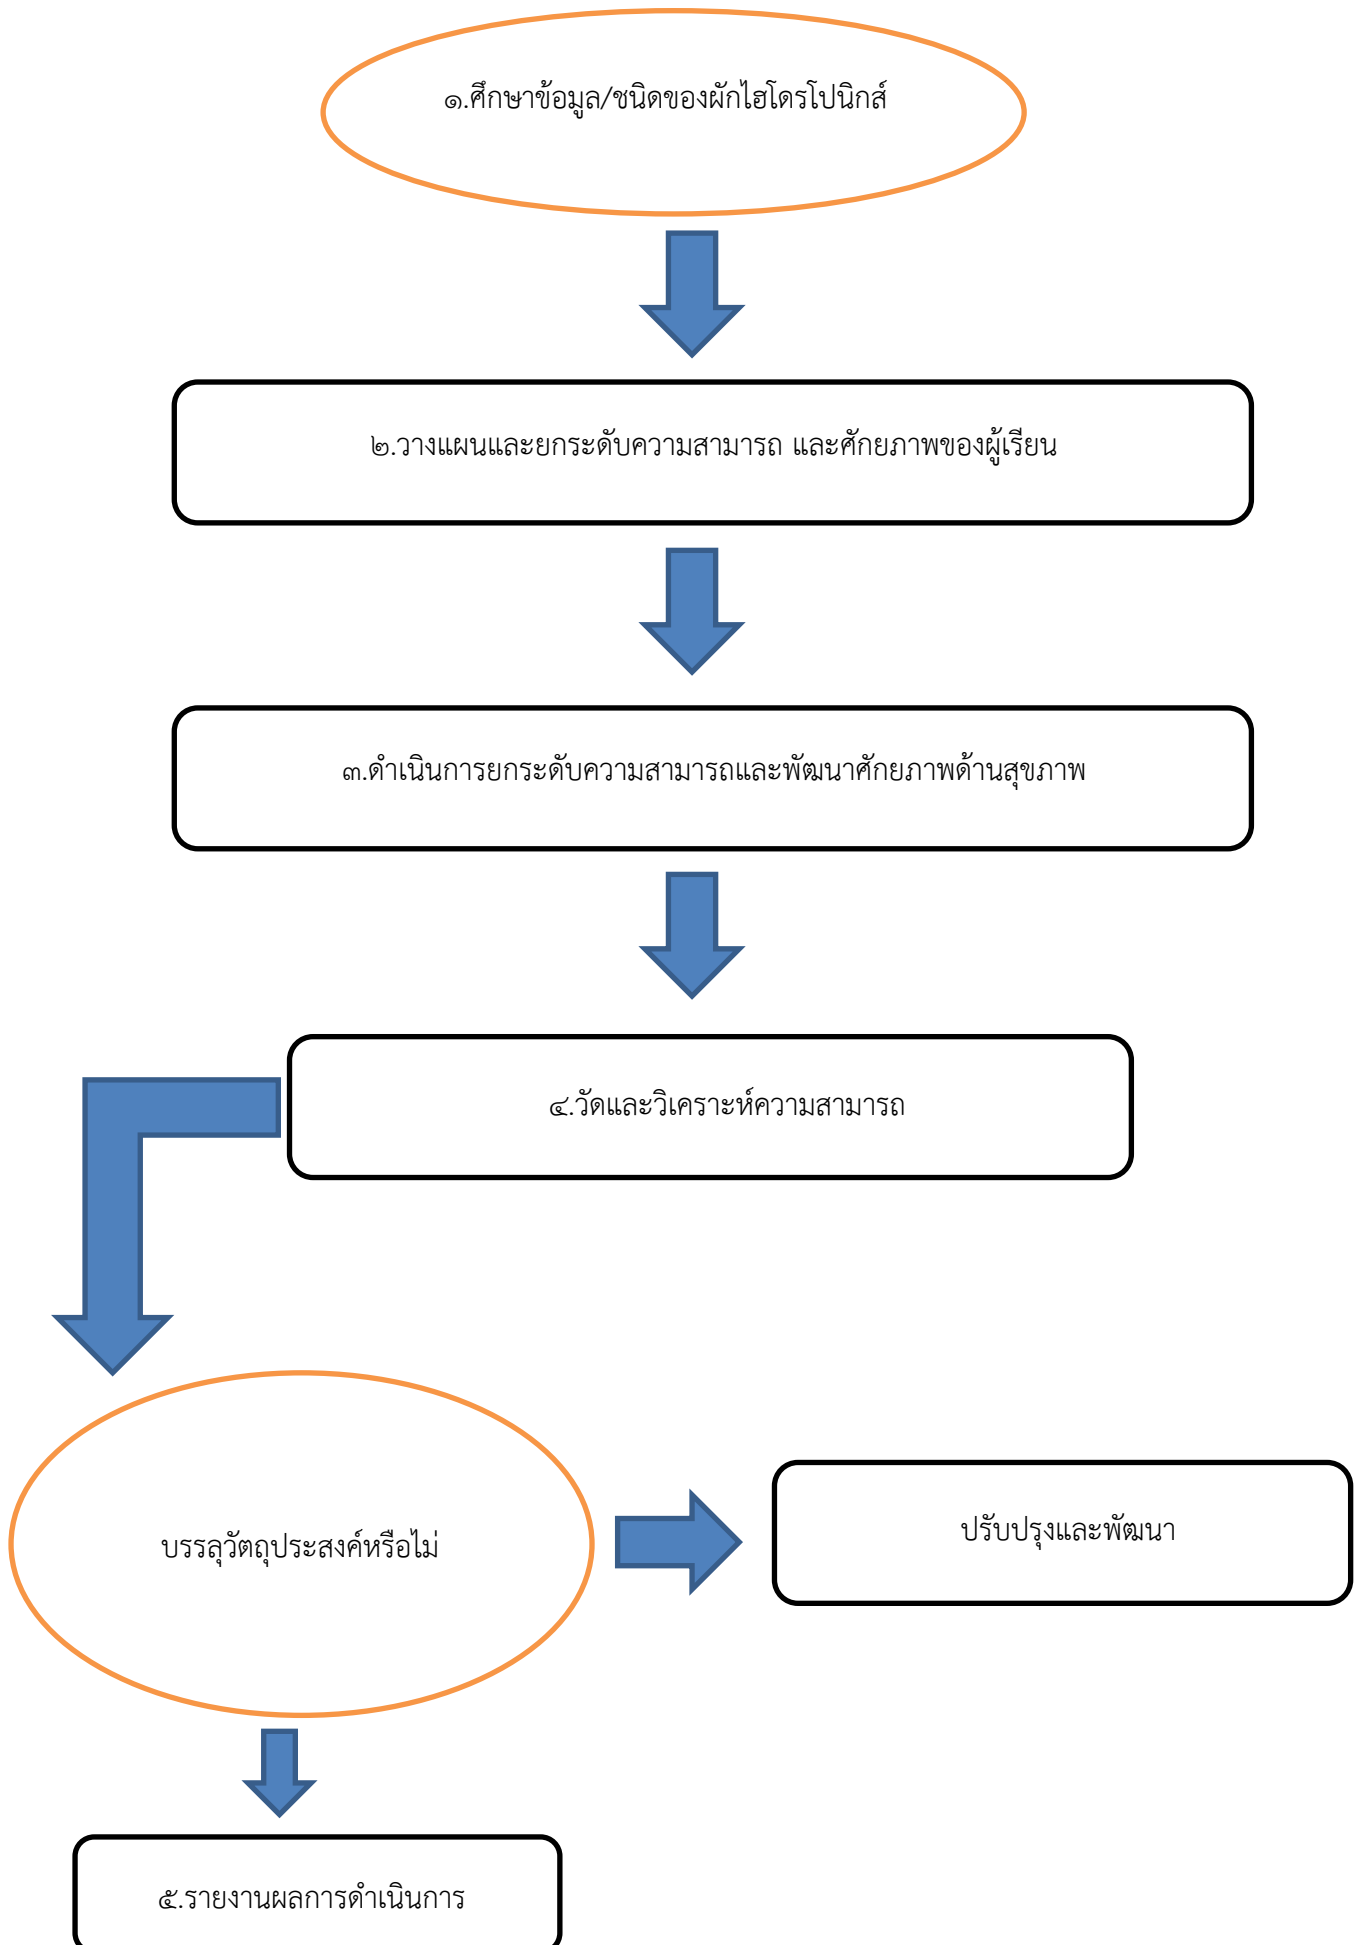 ๑.ศึกษาข้อมูล/ชนิดของผักไฮโดรโปนิกส์
๒.วางแผนและยกระดับความสามารถ และศักยภาพของผู้เรียน
๓.ดำเนินการยกระดับความสามารถและพัฒนาศักยภาพด้านสุขภาพ
๔.วัดและวิเคราะห์ความสามารถ
บรรลุวัตถุประสงค์หรือไม่
ปรับปรุงและพัฒนา
๕.รายงานผลการดำเนินการ